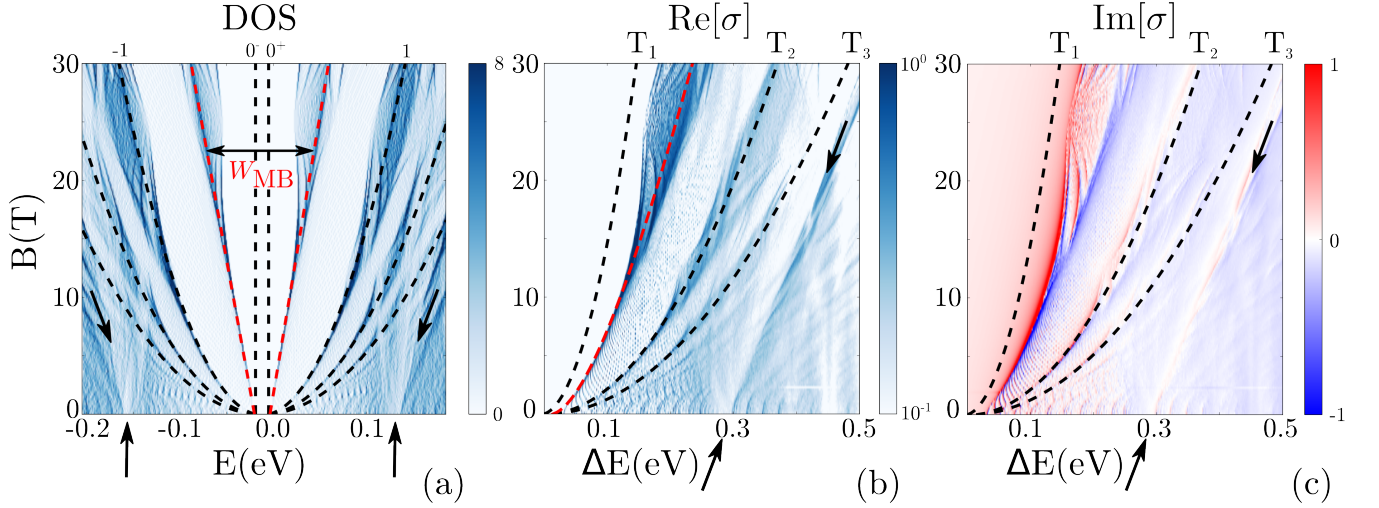 DOS
-1 0⁻ 0⁺ 1
30
20
10
0
B(T)
W_MB
-0.2 -0.1 0.0 0.1
E(eV)
(a)
8
0
Re[σ]
T₁ T₂ T₃
30
20
10
0
0.1 0.3 0.5
ΔE(eV)
(b)
10⁰
10⁻¹
Im[σ]
T₁ T₂ T₃
30
20
10
0
0.1 0.3 0.5
ΔE(eV)
(c)
1
0
-1